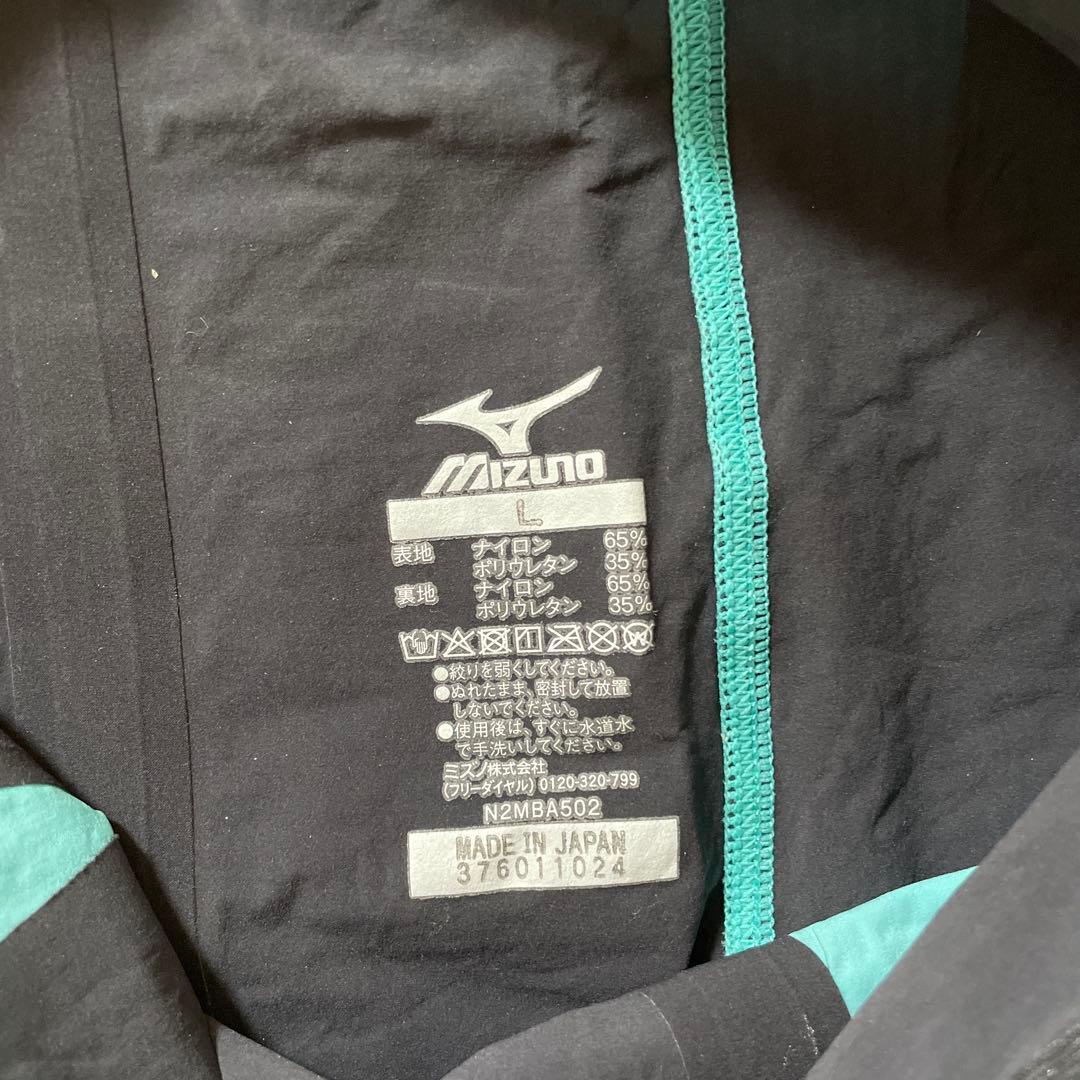 MIZUNO
L
表地 ナイロン 65%
ポリウレタン 35%
裏地 ナイロン 65%
ポリウレタン 35%
●絞りを弱くしてください。
●ぬれたまま、密封して放置
しないでください。
●使用後は、すぐに水道水
で手洗いしてください。
ミズノ株式会社
(フリーダイヤル) 0120-320-799
N2MBA502
MADE IN JAPAN
376011024